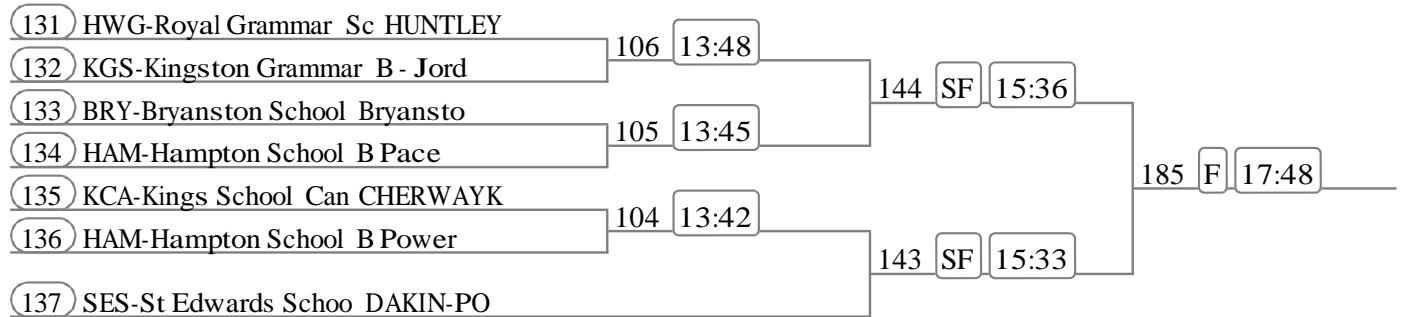 131 HWG-Royal Grammar Sc HUNTLEY
106 13:48
132 KGS-Kingston Grammar B - Jord
144 SF 15:36
133 BRY-Bryanston School Bryansto
105 13:45
134 HAM-Hampton School B Pace
185 F 17:48
135 KCA-Kings School Can CHERWAYK
104 13:42
136 HAM-Hampton School B Power
143 SF 15:33
137 SES-St Edwards Schoo DAKIN-PO